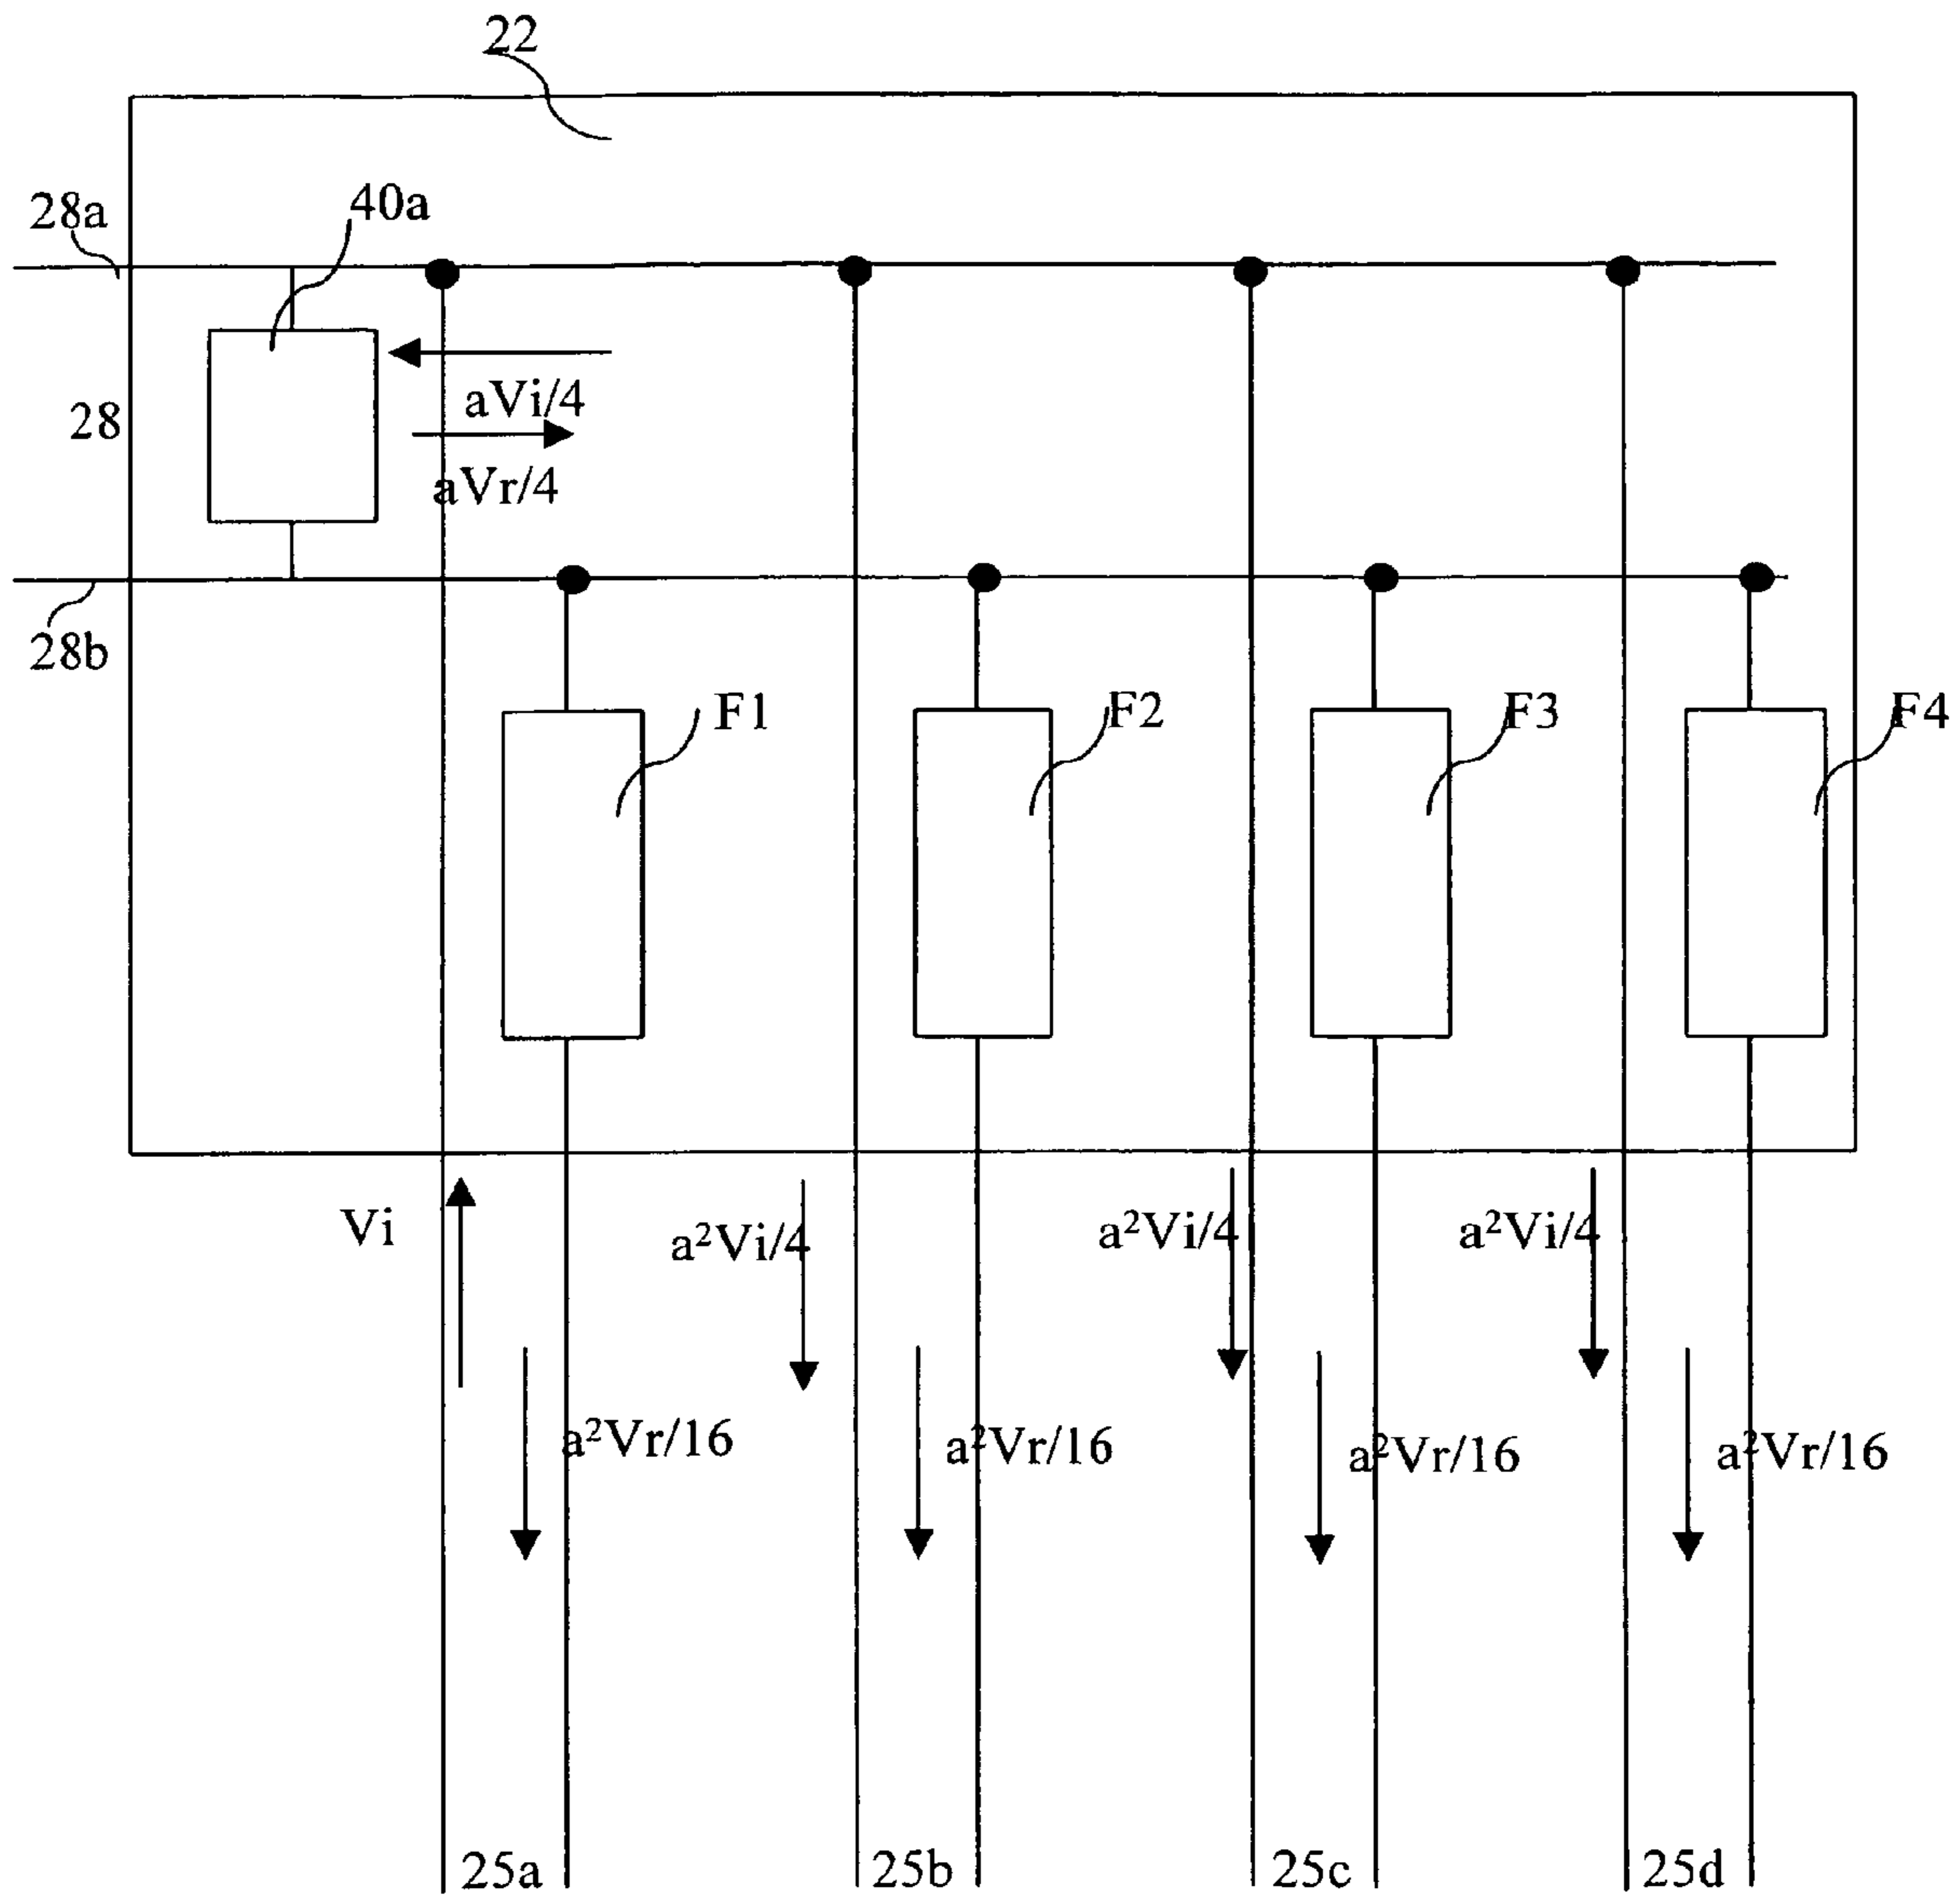 22
28a
40a
aVi/4
28
aVr/4
28b
F1
F2
F3
F4
Vi
a²Vi/4
a²Vi/4
a²Vi/4
a²Vr/16
a²Vr/16
a²Vr/16
a²Vr/16
25a
25b
25c
25d